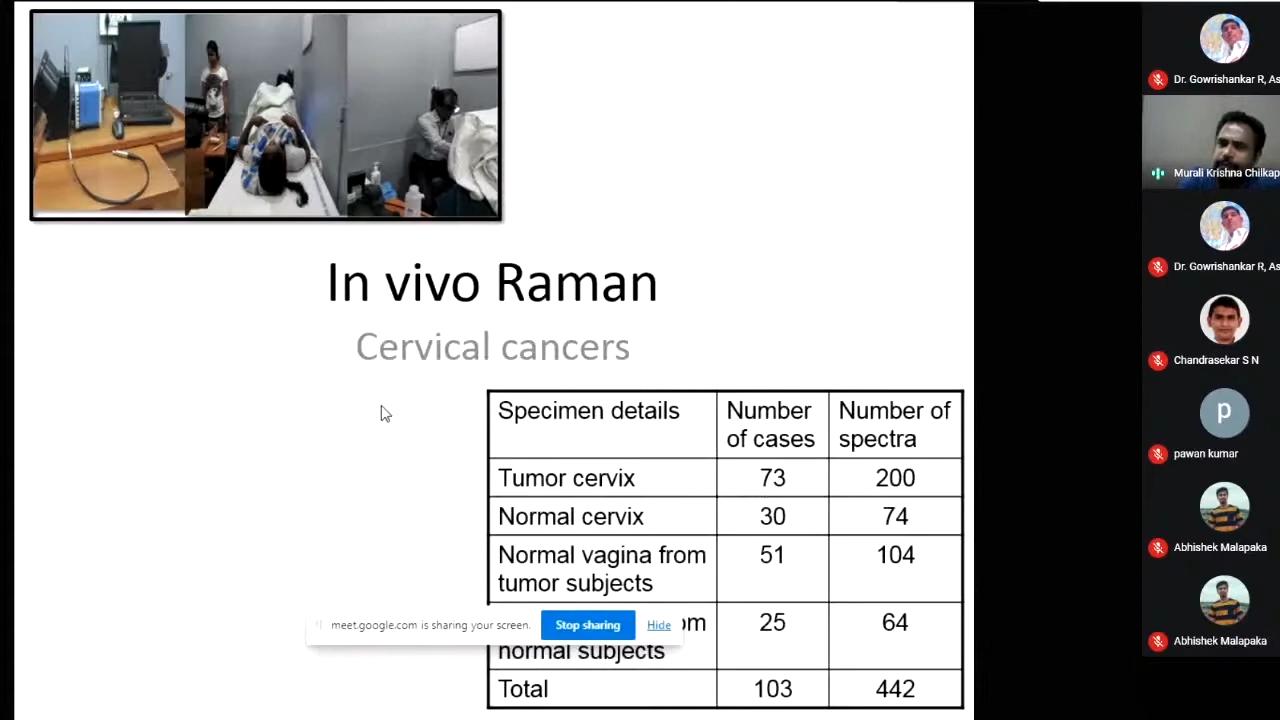 In vivo Raman
Cervical cancers
Specimen details
Number of cases
Number of spectra
Tumor cervix
73
200
Normal cervix
30
74
Normal vagina from
tumor subjects
51
104
om
normal subjects
25
64
Total
103
442
meet.google.com is sharing your screen.
Stop sharing
Hide
Dr. Gowrishankar R, As
Murali Krishna Chilkap
Dr. Gowrishankar R, As
Chandrasekar S N
p
pawan kumar
Abhishek Malapaka
Abhishek Malapaka